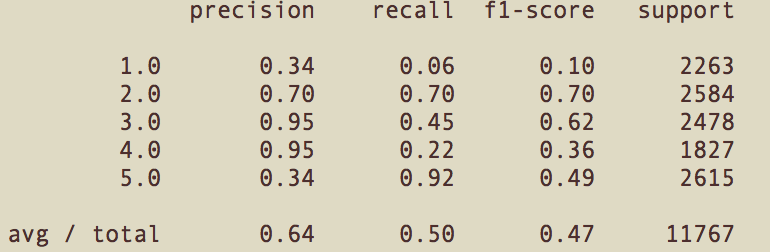 precision recall f1-score support
1.0 0.34 0.06 0.10 2263
2.0 0.70 0.70 0.70 2584
3.0 0.95 0.45 0.62 2478
4.0 0.95 0.22 0.36 1827
5.0 0.34 0.92 0.49 2615
avg / total 0.64 0.50 0.47 11767